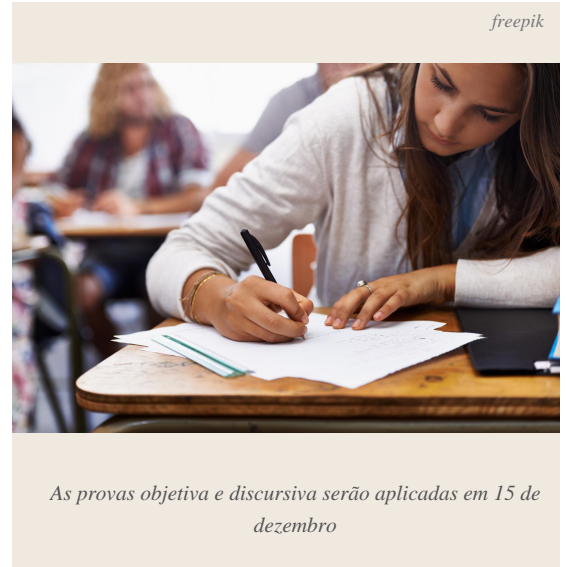 freepik
As provas objetiva e discursiva serão aplicadas em 15 de
dezembro